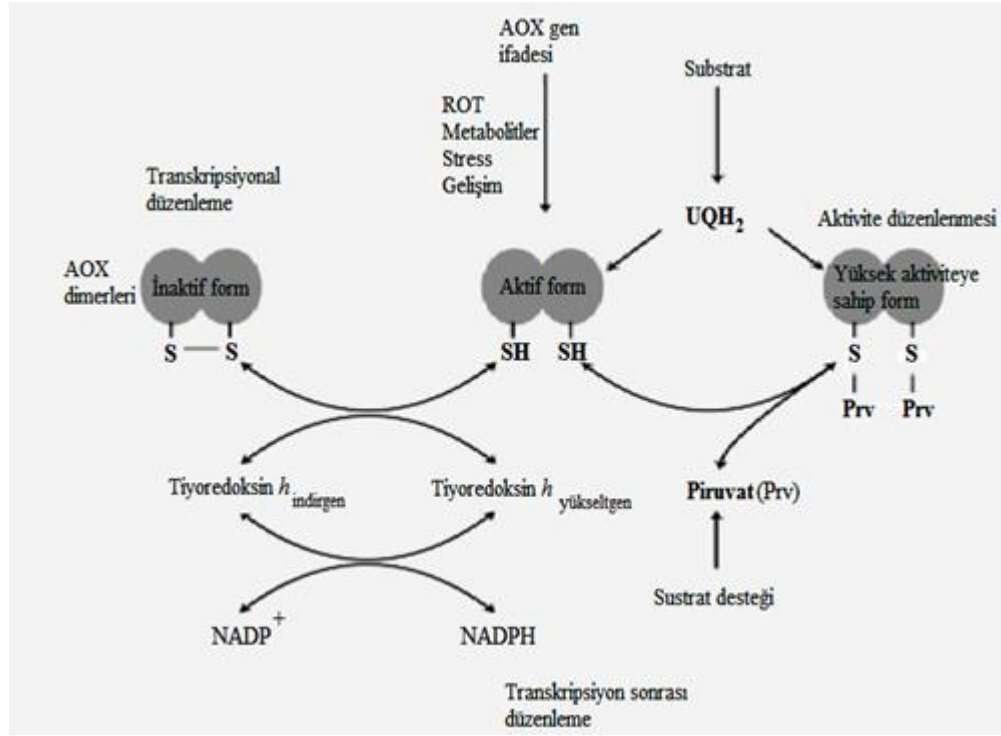 AOX gen
ifadesi
Substrat
ROT
Metabolitler
Stress
Gelişim
Transkripsiyonal
düzenleme
UQH2
Aktivite düzenlenmesi
AOX
dimerleri
İnaktif form
Aktif form
Yüksek aktiviteye
sahip form
S S
SH SH
S S
Prv Prv
Tiyoredoksin h indirgen
Tiyoredoksin h yükseltgen
Piruvat (Prv)
Sustrat desteği
NADP+
NADPH
Transkripsiyon sonrası
düzenleme